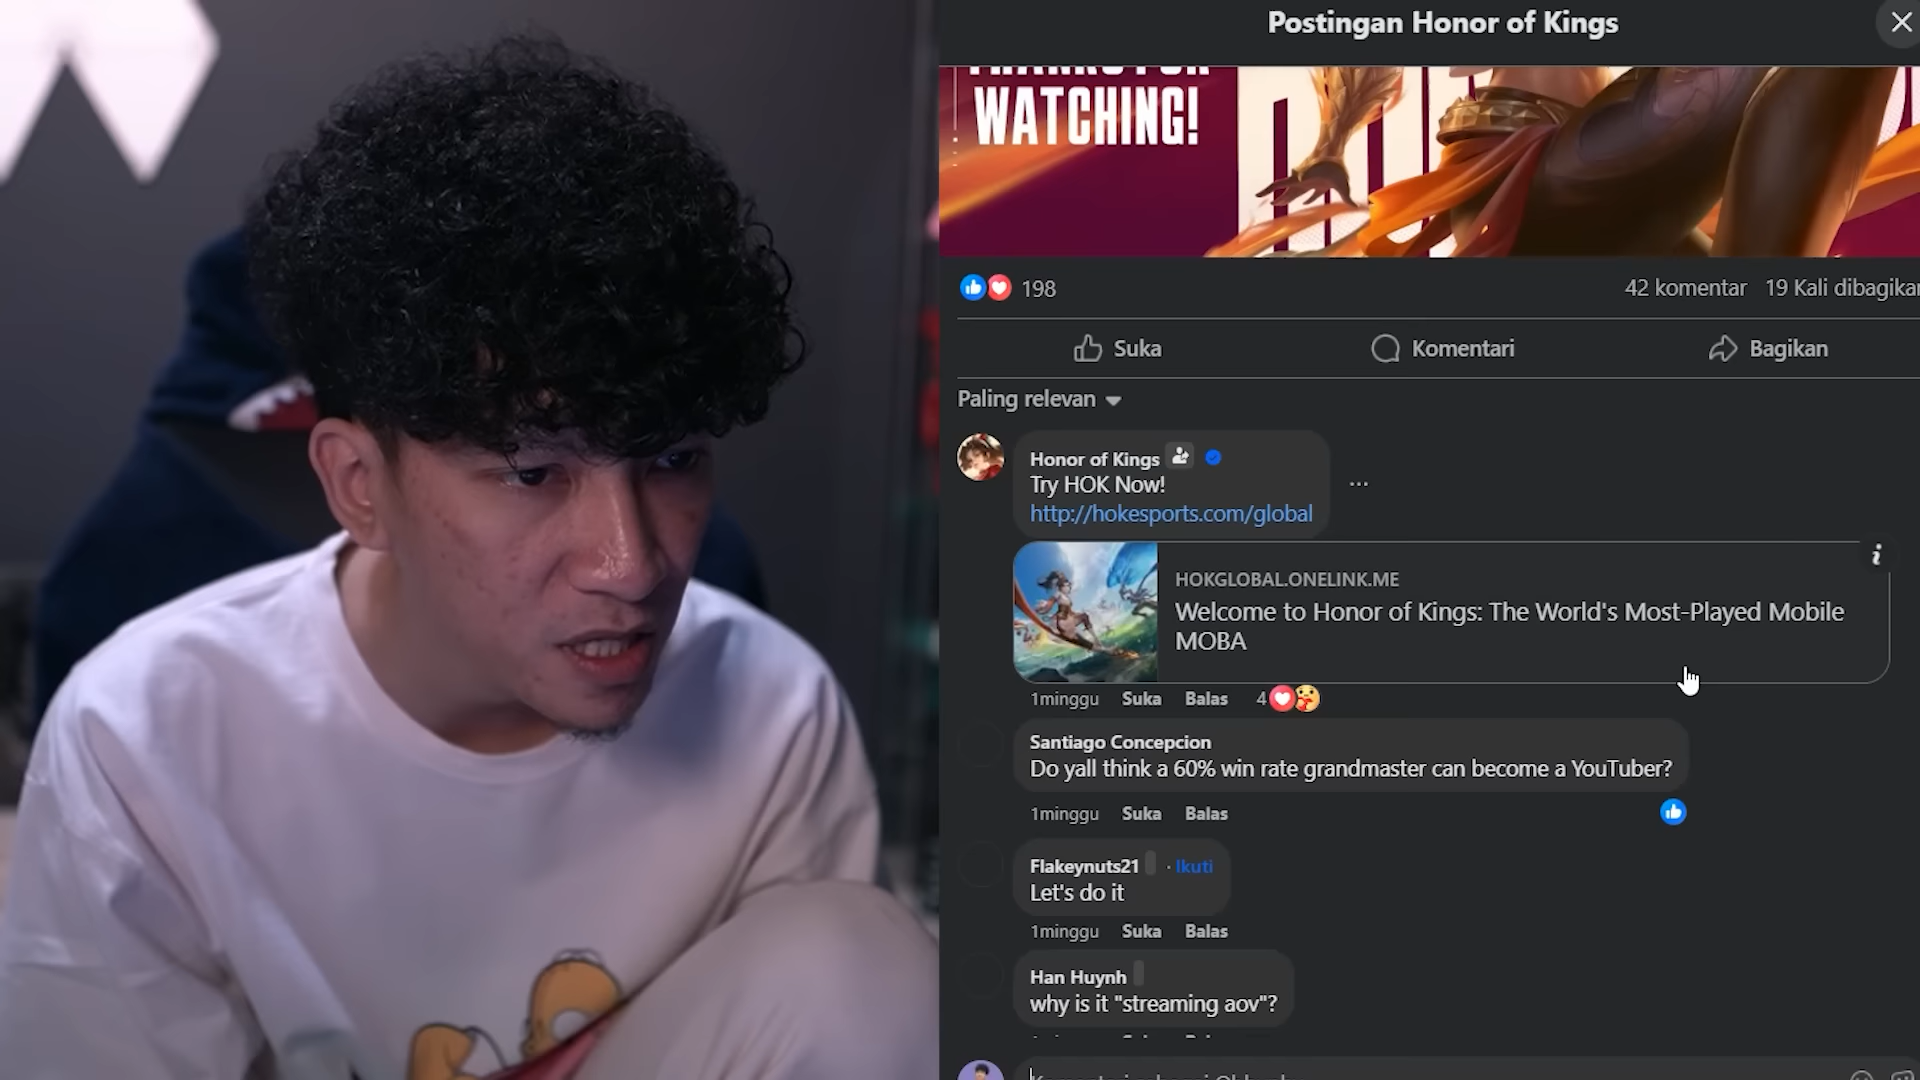 Postingan Honor of Kings
WATCHING!
198
42 komentar 19 Kali dibagikan
Suka Komentari Bagikan
Paling relevan
Honor of Kings
Try HOK Now!
http://hokesports.com/global
HOKGLOBAL.ONELINK.ME
Welcome to Honor of Kings: The World's Most-Played Mobile
MOBA
1minggu Suka Balas 4
Santiago Concepcion
Do yall think a 60% win rate grandmaster can become a YouTuber?
1minggu Suka Balas
Flakeynuts21 · Ikuti
Let's do it
1minggu Suka Balas
Han Huynh
why is it "streaming aov"?